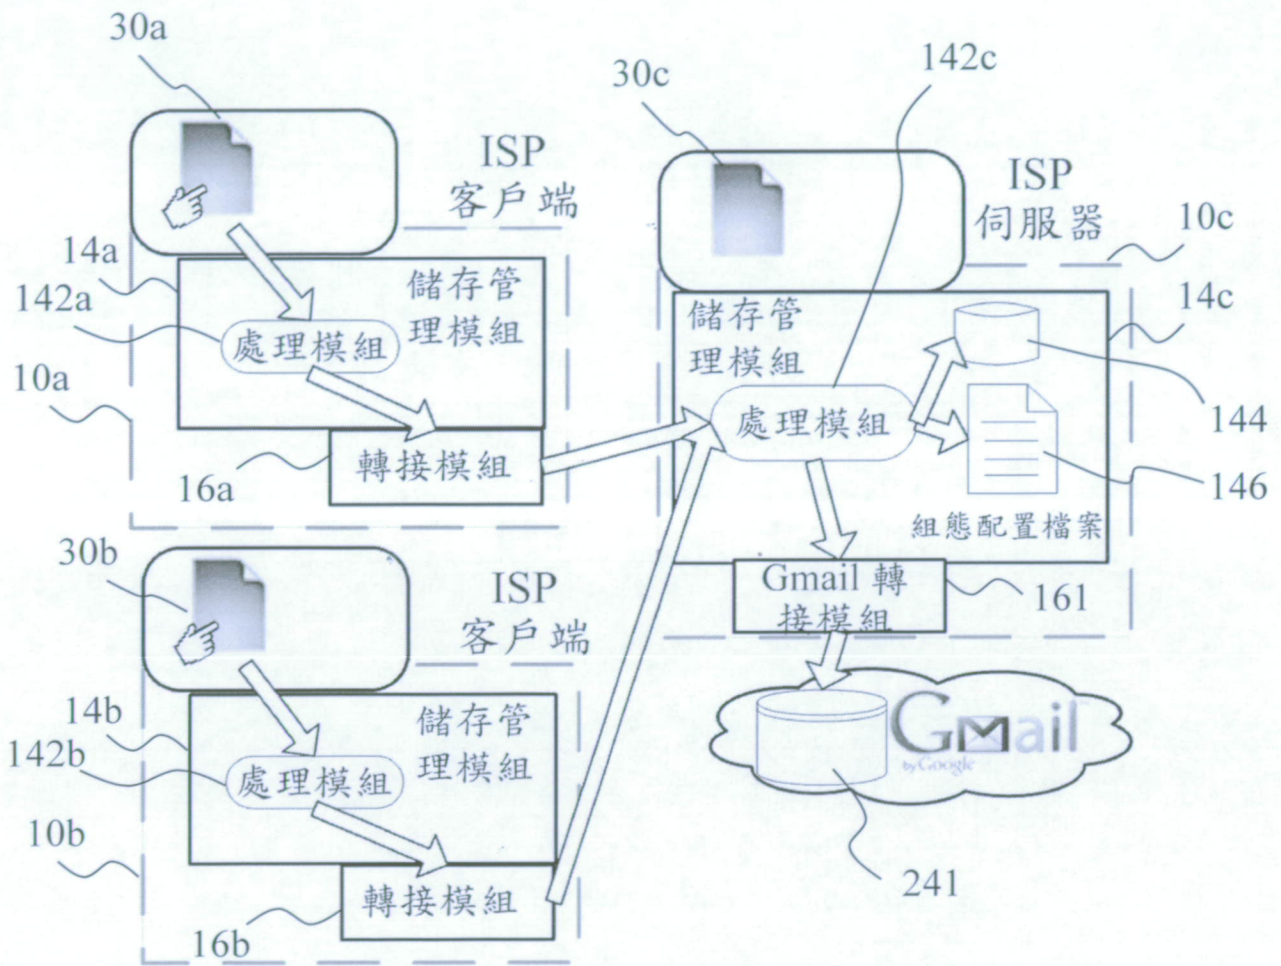 30a
ISP
客戶端
14a
142a
儲存管
理模組
處理模組
10a
轉接模組
16a
30b
ISP
客戶端
14b
142b
儲存管
理模組
處理模組
10b
轉接模組
16b
30c
142c
ISP
伺服器
10c
14c
儲存管
理模組
處理模組
144
146
組態配置檔案
Gmail 轉
接模組
161
Gmail
by Google
241